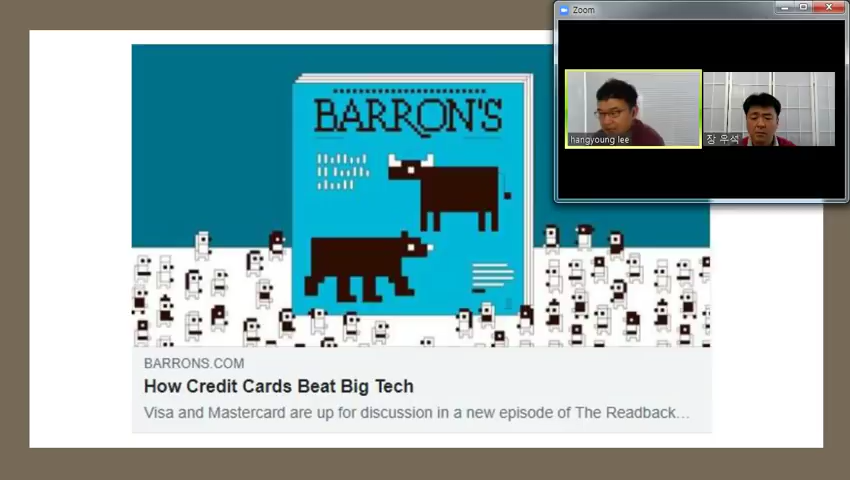 Zoom
BARRON'S
hangyoung lee
장 우석
BARRONS.COM
How Credit Cards Beat Big Tech
Visa and Mastercard are up for discussion in a new episode of The Readback...